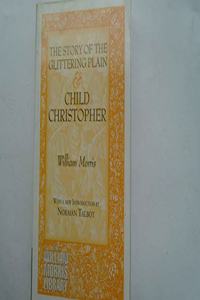 THE STORY OF THE
GLITTERING PLAIN
&
CHILD
CHRISTOPHER
William Morris
WITH A NEW INTRODUCTION BY
NORMAN TALBOT
WILLIAM
MORRIS
LIBRARY